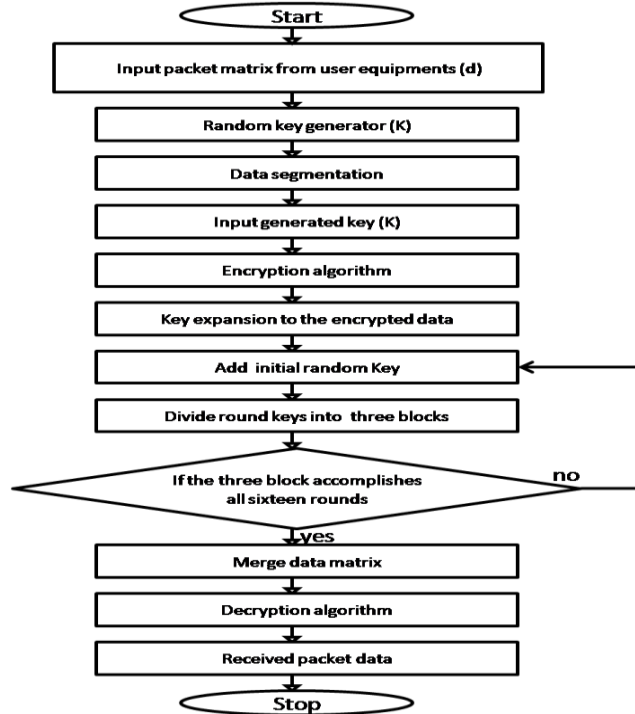 Start
Input packet matrix from user equipments (d)
Random key generator (K)
Data segmentation
Input generated key (K)
Encryption algorithm
Key expansion to the encrypted data
Add initial random Key
Divide round keys into three blocks
If the three block accomplishes
all sixteen rounds
no
yes
Merge data matrix
Decryption algorithm
Received packet data
Stop